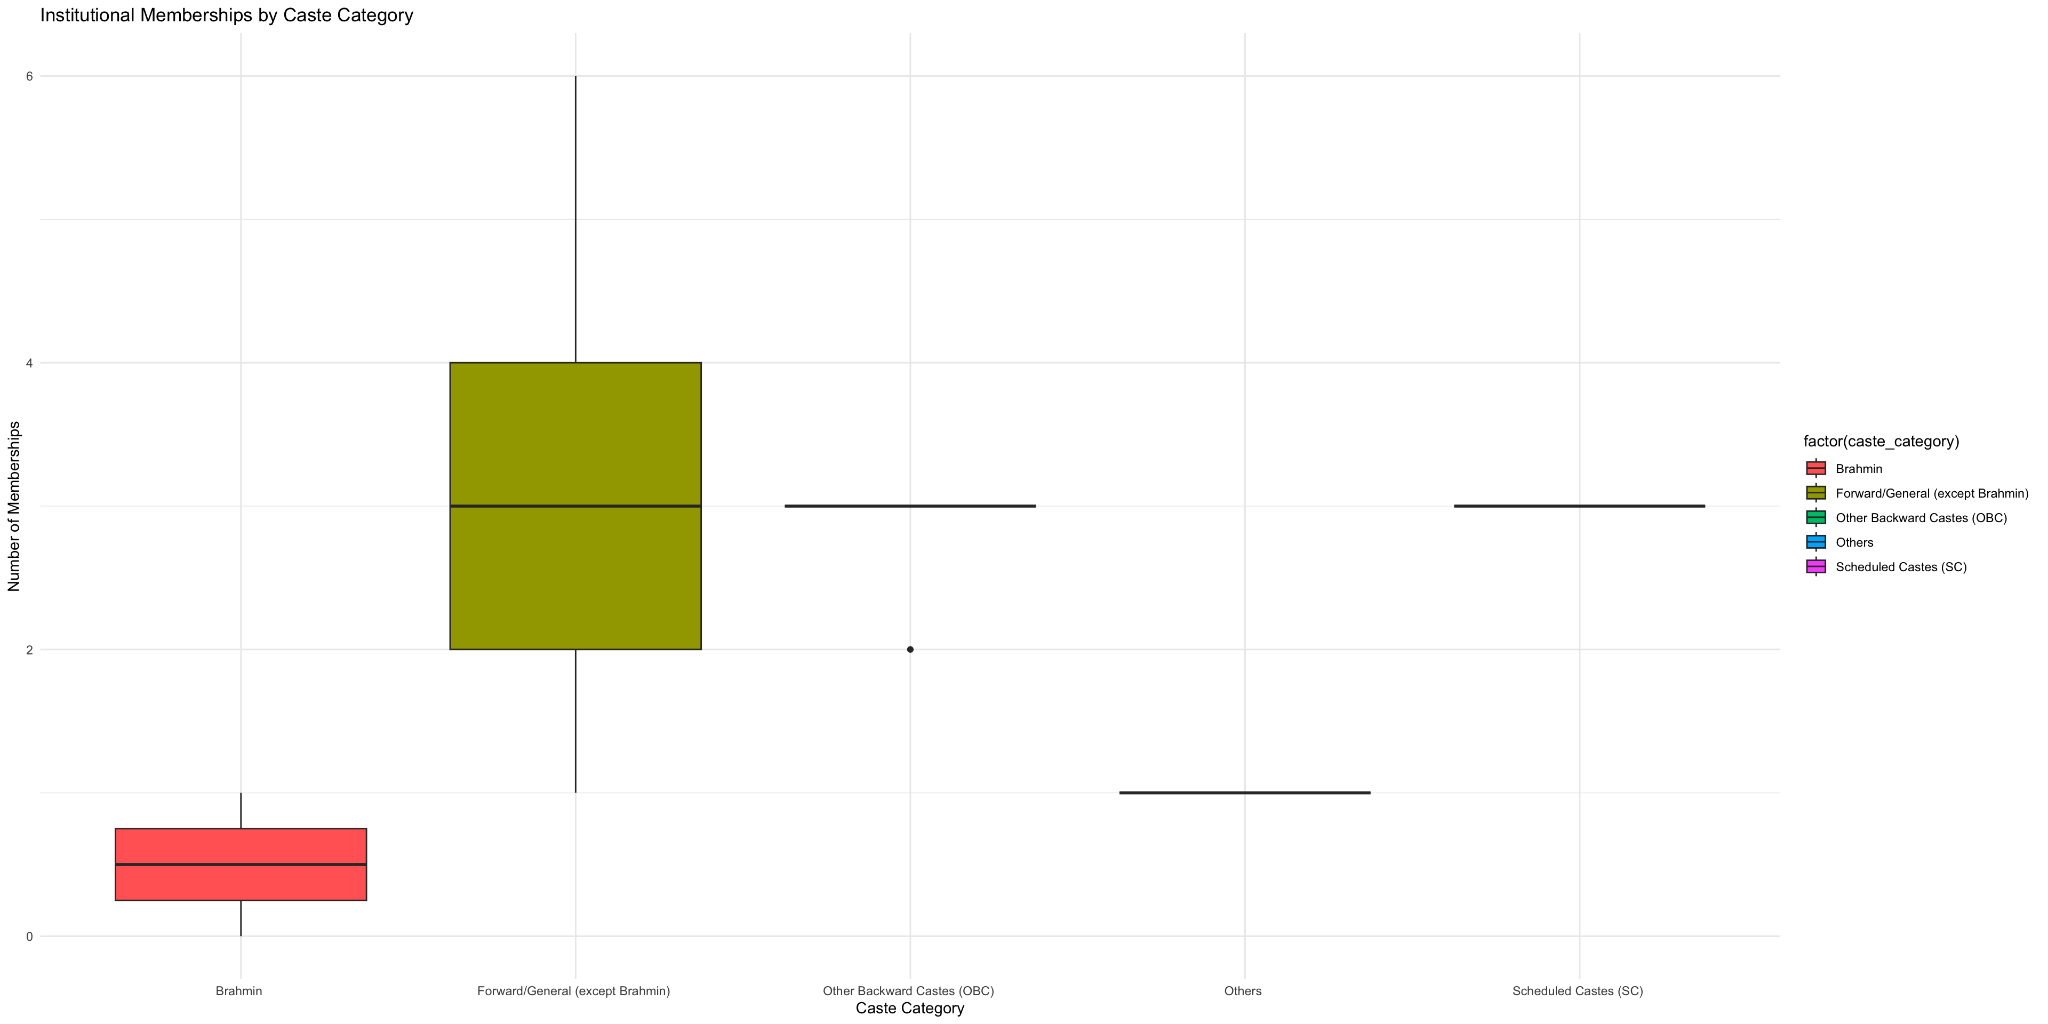 Institutional Memberships by Caste Category
Number of Memberships
6
4
2
0
Brahmin
Forward/General (except Brahmin)
Other Backward Castes (OBC)
Others
Scheduled Castes (SC)
Caste Category
factor(caste_category)
Brahmin
Forward/General (except Brahmin)
Other Backward Castes (OBC)
Others
Scheduled Castes (SC)